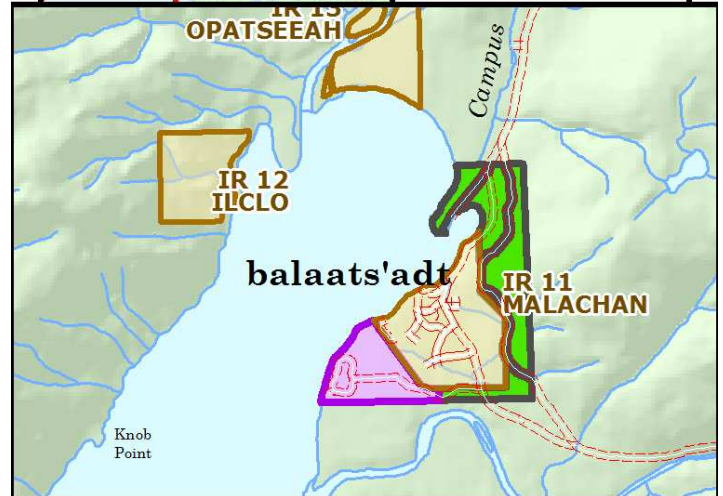 IR 13
OPATSEEAH
Campus
IR 12
ILCLO
balaats'adt
IR 11
MALACHAN
Knob
Point